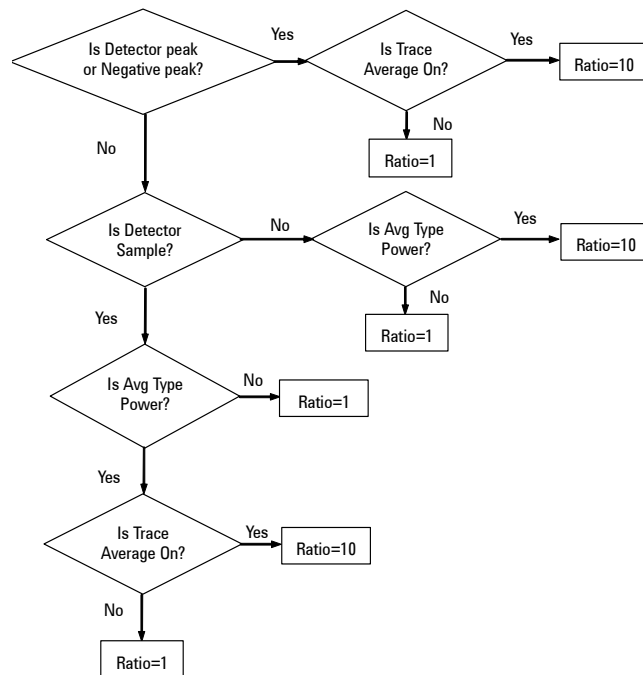 Is Detector peak
or Negative peak?
Yes
Is Trace
Average On?
Yes
Ratio=10
No
No
Ratio=1
Is Detector
Sample?
No
Is Avg Type
Power?
Yes
Ratio=10
Yes
No
Ratio=1
Is Avg Type
Power?
No
Ratio=1
Yes
Is Trace
Average On?
Yes
Ratio=10
No
Ratio=1